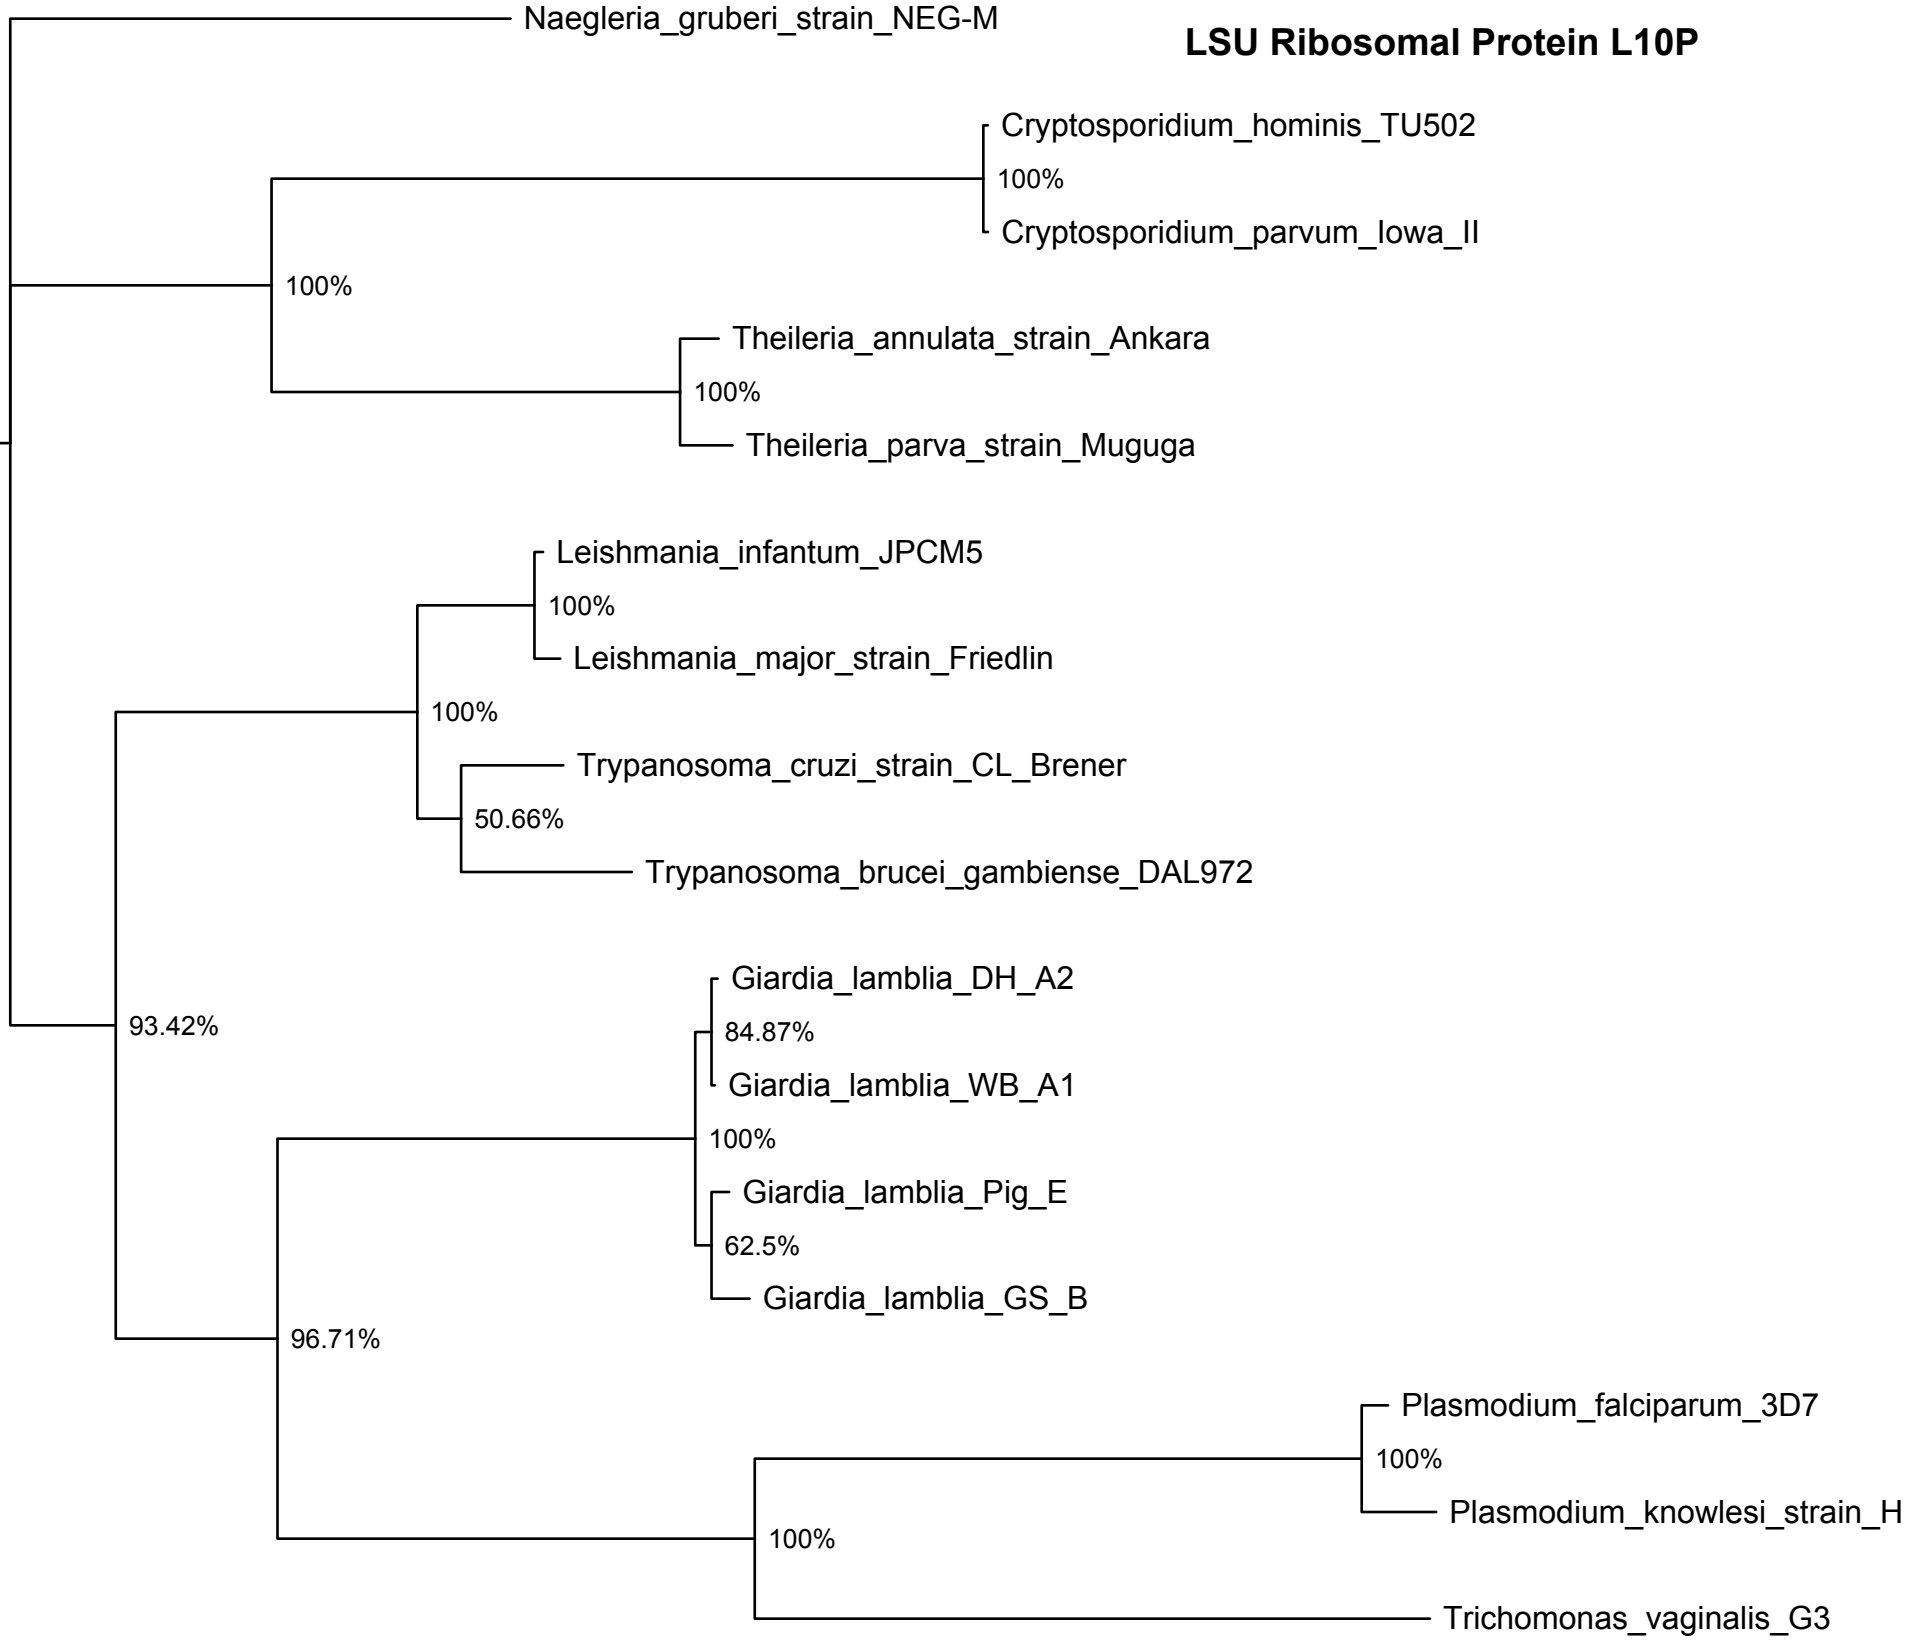 Naegleria_gruberi_strain_NEG-M
LSU Ribosomal Protein L10P
Cryptosporidium_hominis_TU502
100%
Cryptosporidium_parvum_Iowa_II
100%
Theileria_annulata_strain_Ankara
100%
Theileria_parva_strain_Muguga
Leishmania_infantum_JPCM5
100%
Leishmania_major_strain_Friedlin
100%
Trypanosoma_cruzi_strain_CL_Brener
50.66%
Trypanosoma_brucei_gambiense_DAL972
Giardia_lamblia_DH_A2
93.42%
84.87%
Giardia_lamblia_WB_A1
100%
Giardia_lamblia_Pig_E
62.5%
Giardia_lamblia_GS_B
96.71%
Plasmodium_falciparum_3D7
100%
Plasmodium_knowlesi_strain_H
100%
Trichomonas_vaginalis_G3